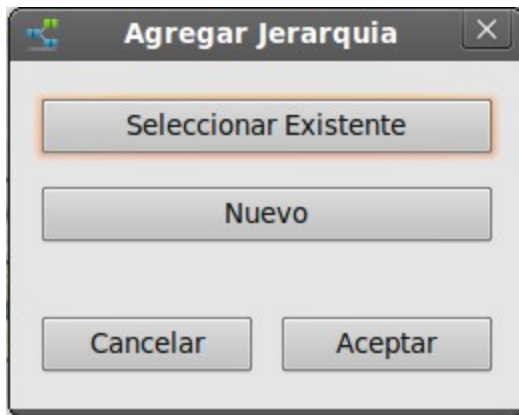 Agregar Jerarquia
Seleccionar Existente
Nuevo
Cancelar Aceptar